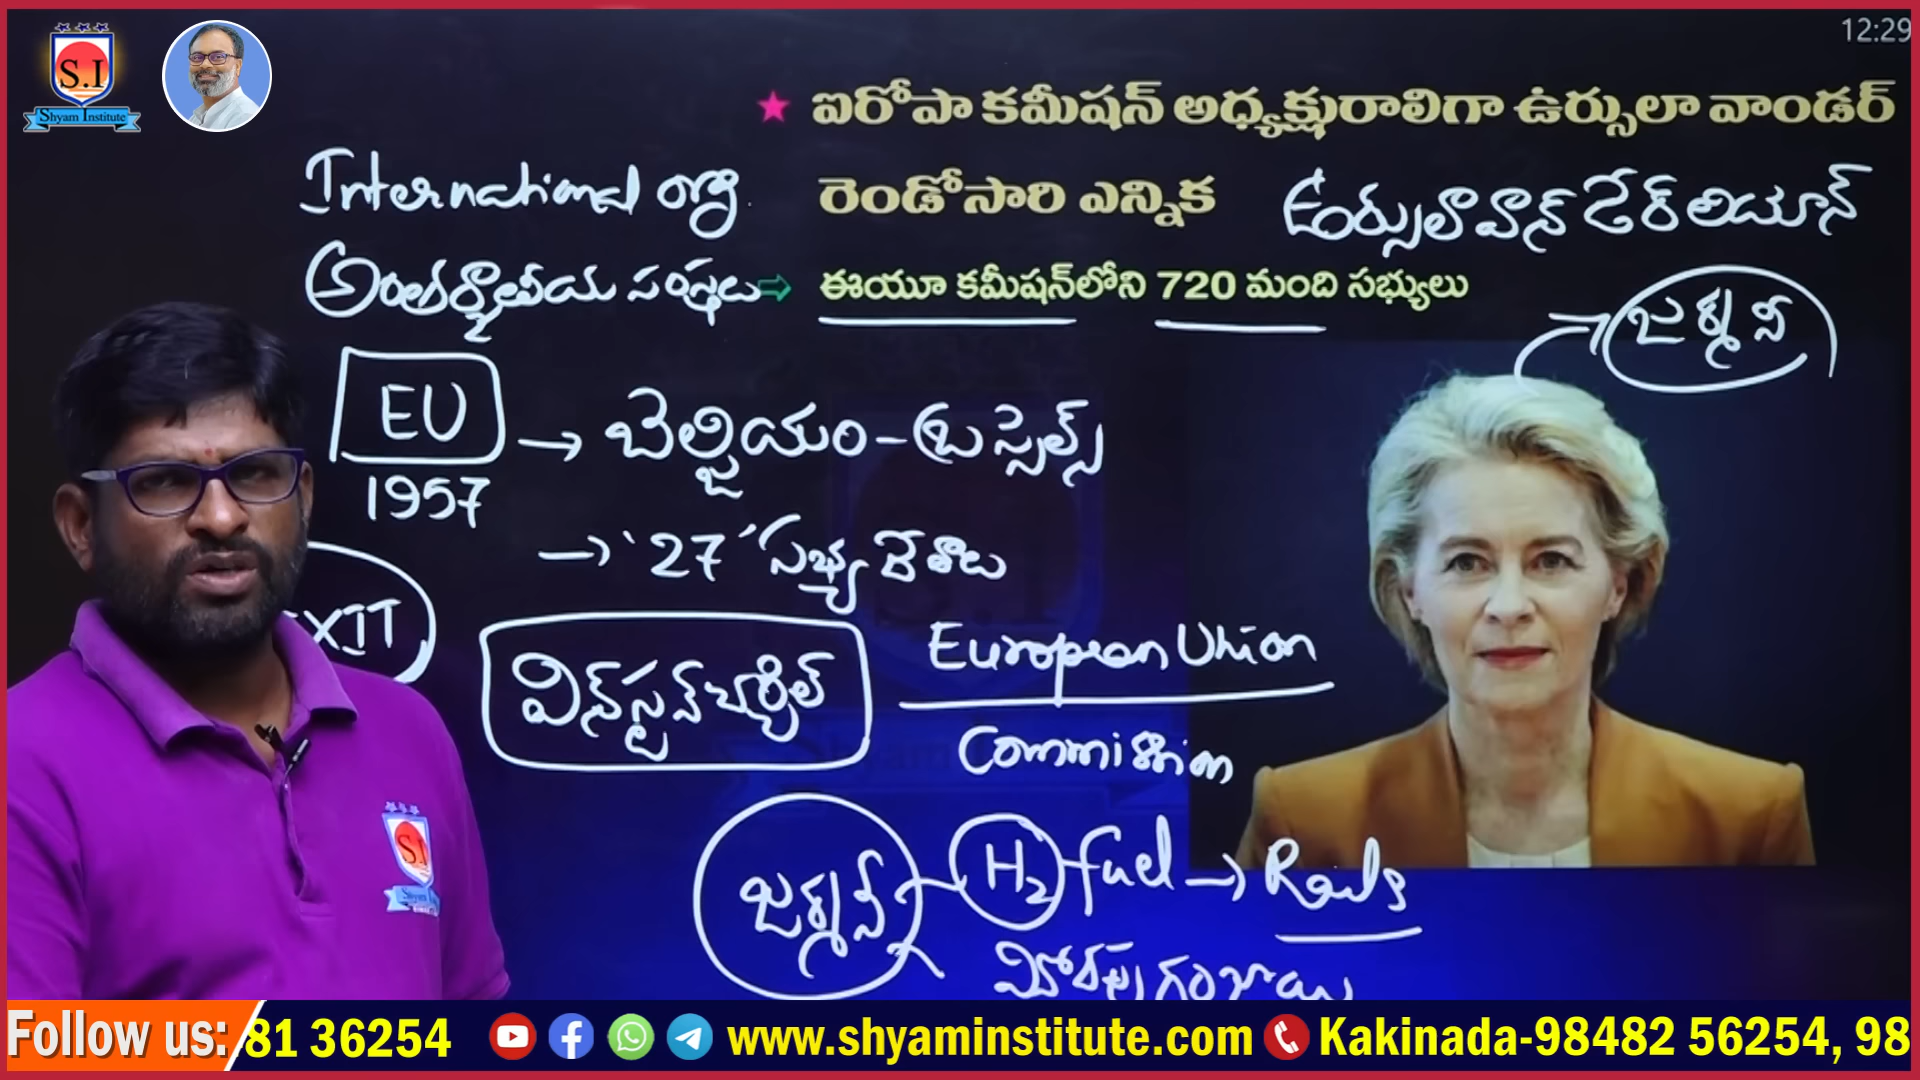 12:29
S.I
Shyam Institute
★ ఐరోపా కమీషన్ అధ్యక్షురాలిగా ఉర్సులా వాండర్
రెండోసారి ఎన్నిక
ఉర్సులా వాన్ డేర్ లియాన్
International org.
అంతర్జాతీయ సంస్థలు
⇨ ఈయూ కమీషన్‌లోని 720 మంది సభ్యులు
జర్మనీ
EU → బెల్జియం - బ్రస్సెల్స్
1957
→ '27' సభ్య దేశాలు
EXIT
విన్‌స్టన్ చర్చిల్
European Union
Commission
జర్మనీ H2 fuel → Rails
S.I
Follow us: 81 36254 www.shyaminstitute.com Kakinada-98482 56254, 98